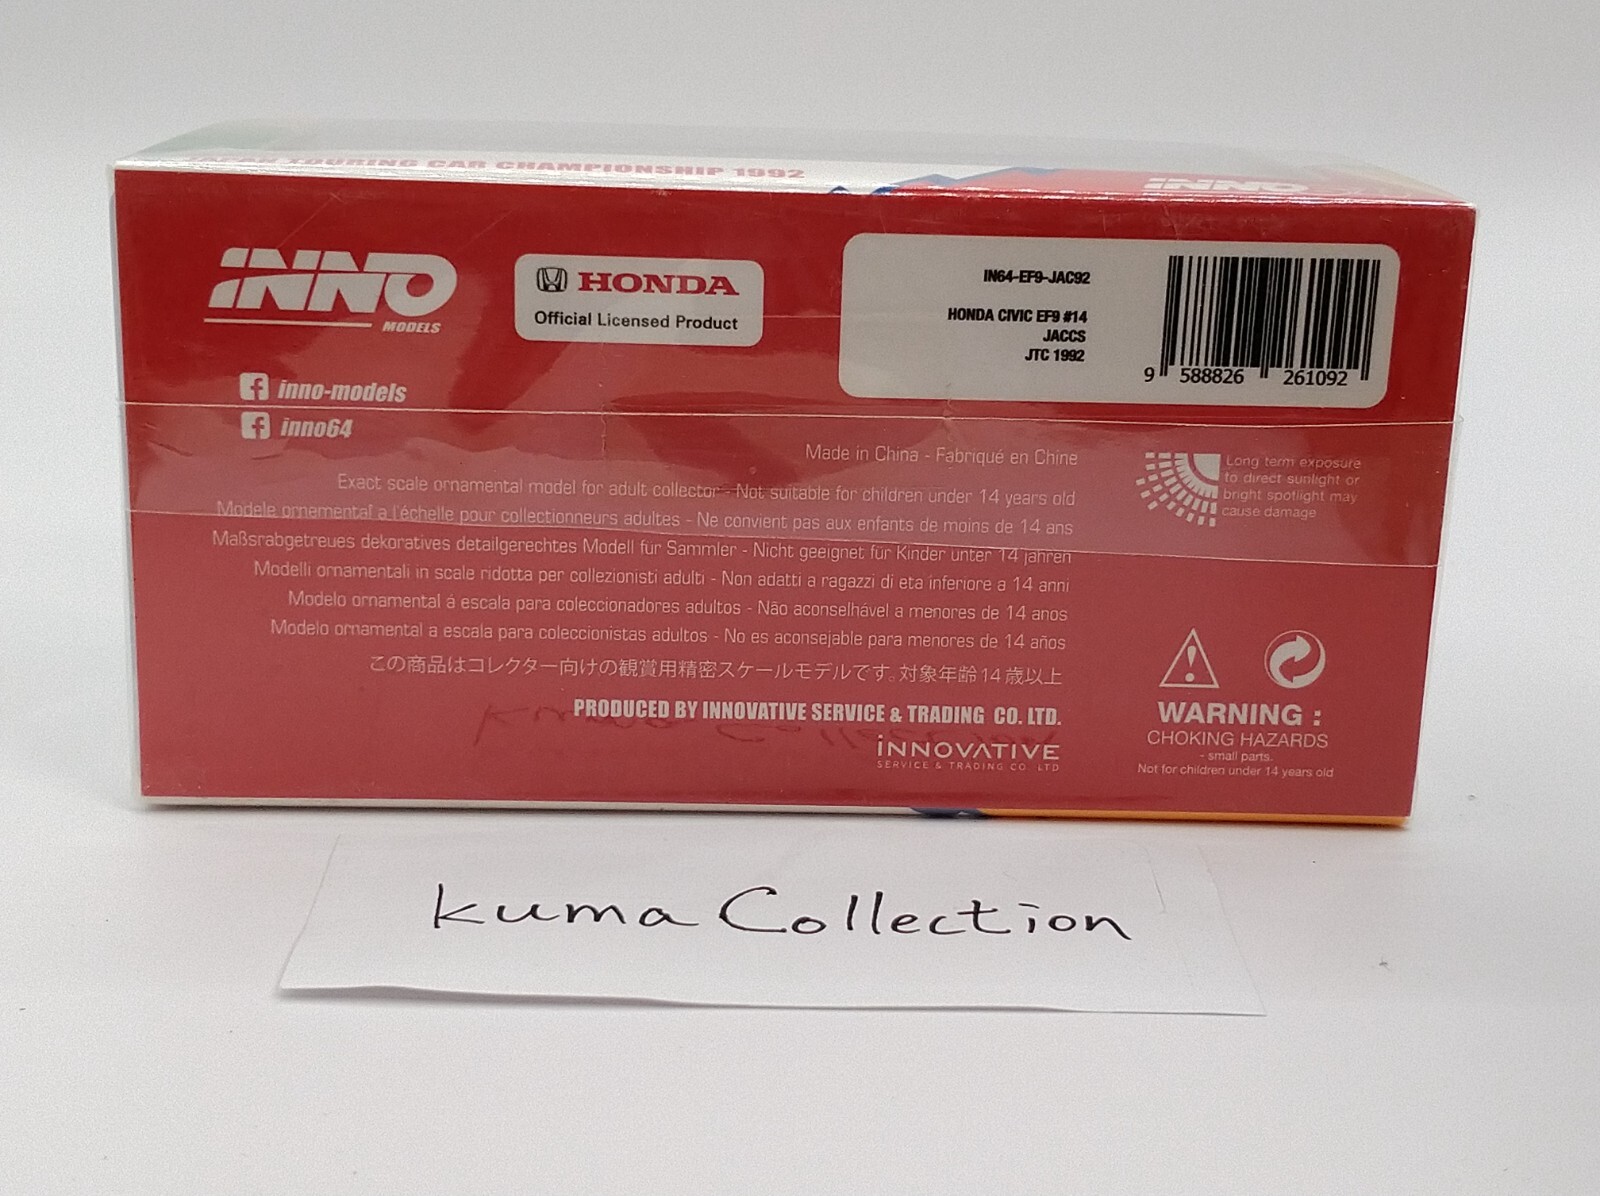 JAPAN TOURING CAR CHAMPIONSHIP 1992
INNO
INNO
MODELS
HONDA
Official Licensed Product
IN64-EF9-JAC92
HONDA CIVIC EF9 #14
JACCS
JTC 1992
9 588826 261092
inno-models
inno64
Made in China - Fabriqué en Chine
Exact scale ornamental model for adult collector - Not suitable for children under 14 years old
Modele ornemental a l'échelle pour collectionneurs adultes - Ne convient pas aux enfants de moins de 14 ans
Maßsrabgetreues dekoratives detailgerechtes Modell für Sammler - Nicht geeignet für Kinder unter 14 jahren
Modelli ornamentali in scale ridotta per collezionisti adulti - Non adatti a ragazzi di eta inferiore a 14 anni
Modelo ornamental á escala para coleccionadores adultos - Não aconselhável a menores de 14 anos
Modelo ornamental a escala para coleccionistas adultos - No es aconsejable para menores de 14 años
この商品はコレクター向けの観賞用精密スケールモデルです。対象年齢14歳以上
PRODUCED BY INNOVATIVE SERVICE & TRADING CO. LTD.
INNOVATIVE
SERVICE & TRADING CO LTD
Long term exposure
to direct sunlight or
bright spotlight may
cause damage
WARNING :
CHOKING HAZARDS
- small parts.
Not for children under 14 years old
kuma Collection